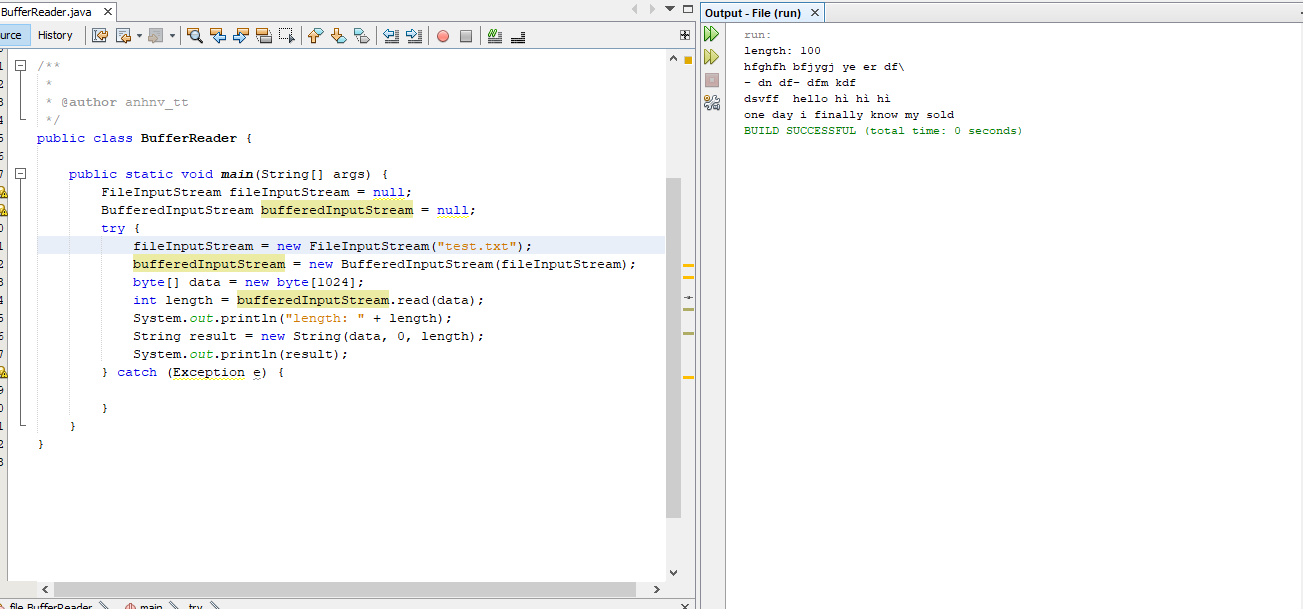 BufferReader.java
Output - File (run)
urce History
/**
*
* @author anhnv_tt
*/
public class BufferReader {
public static void main(String[] args) {
FileInputStream fileInputStream = null;
BufferedInputStream bufferedInputStream = null;
try {
fileInputStream = new FileInputStream("test.txt");
bufferedInputStream = new BufferedInputStream(fileInputStream);
byte[] data = new byte[1024];
int length = bufferedInputStream.read(data);
System.out.println("length: " + length);
String result = new String(data, 0, length);
System.out.println(result);
} catch (Exception e) {
}
}
}
file.BufferReader main try
run:
length: 100
hfghfh bfjygj ye er df\
- dn df- dfm kdf
dsvff  hello hì hì hì
one day i finally know my sold
BUILD SUCCESSFUL (total time: 0 seconds)